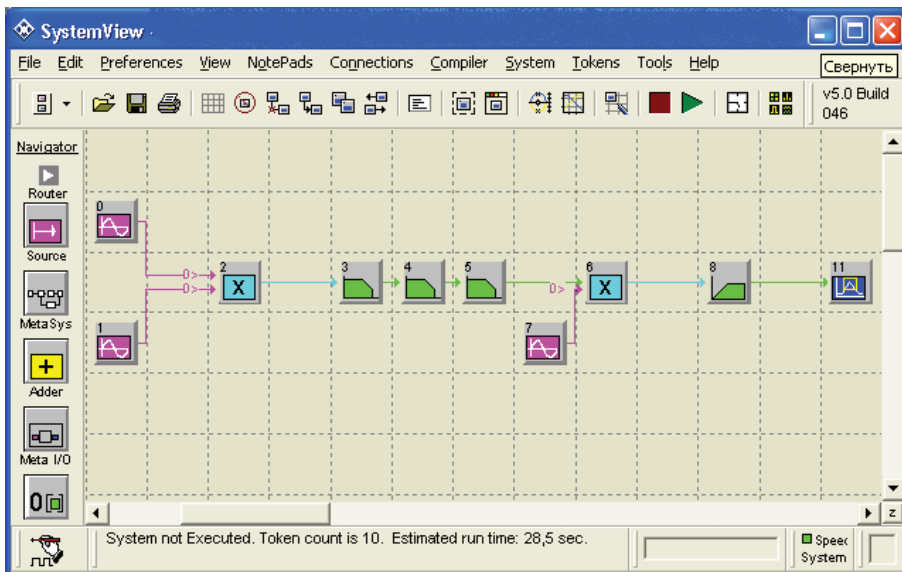 SystemView
File Edit Preferences View NotePads Connections Compiler System Tokens Tools Help
Свернуть
v5.0 Build
046
Navigator
Router
Source
MetaSys
Adder
Meta I/O
0
0
1
0>
0>
2
X
3
4
5
0>
6
X
7
8
11
z
System not Executed. Token count is 10. Estimated run time: 28,5 sec.
Speec
System